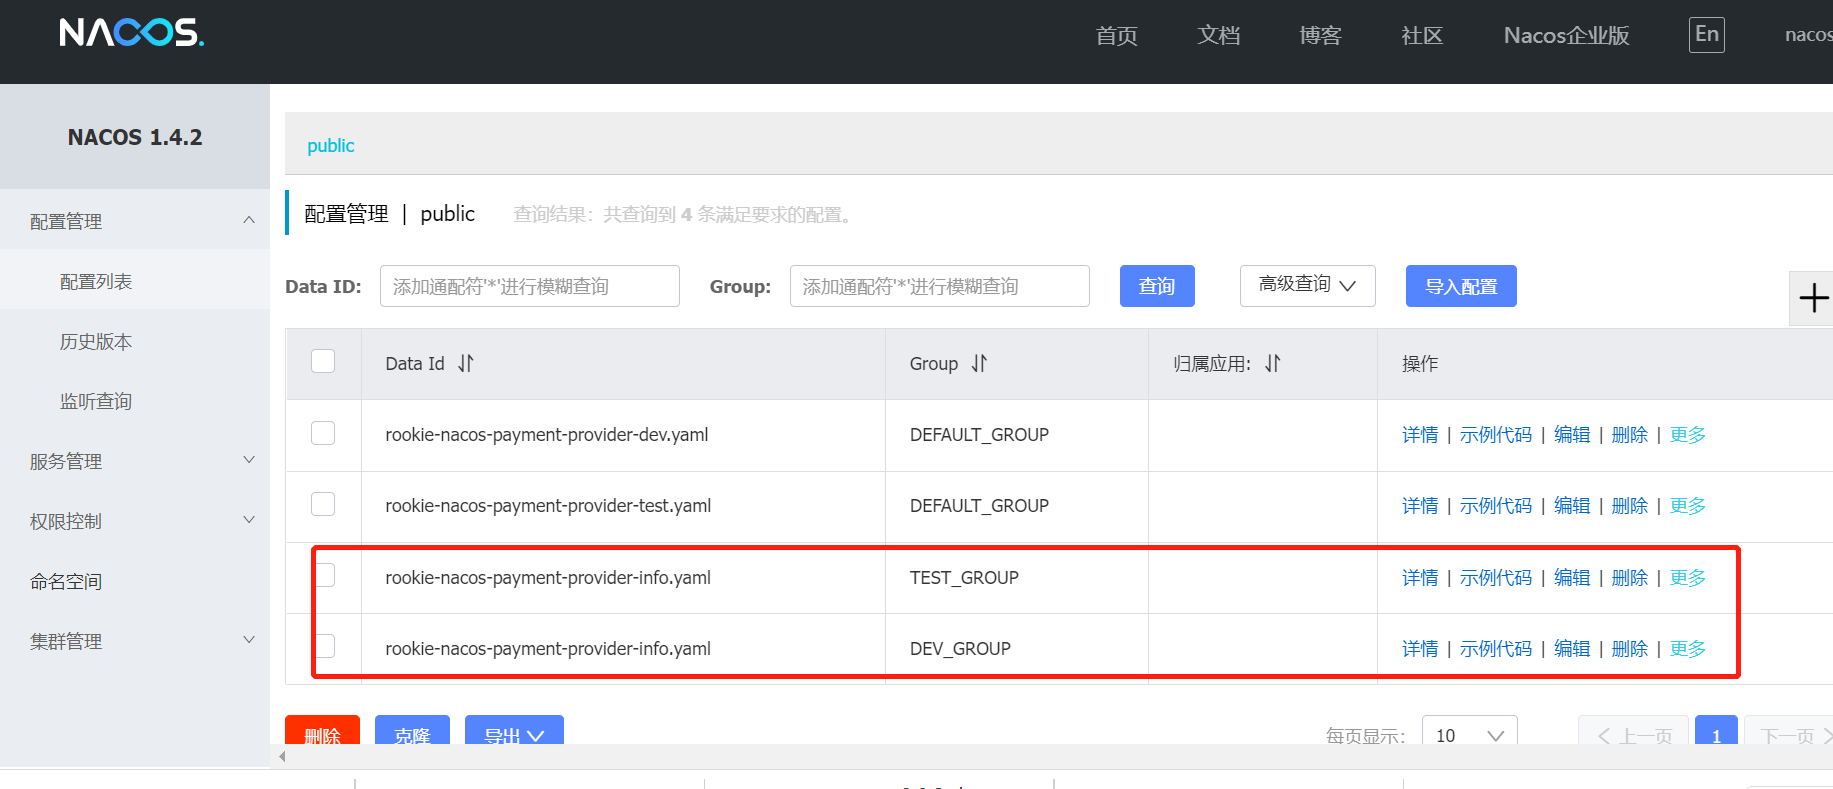 NACOS.
首页 文档 博客 社区 Nacos企业版 En nacos
NACOS 1.4.2
public
配置管理
配置管理 | public 查询结果：共查询到 4 条满足要求的配置。
配置列表
Data ID: 添加通配符'*'进行模糊查询 Group: 添加通配符'*'进行模糊查询 查询 高级查询 导入配置
历史版本
Data Id Group 归属应用: 操作
监听查询
rookie-nacos-payment-provider-dev.yaml DEFAULT_GROUP 详情 | 示例代码 | 编辑 | 删除 | 更多
服务管理
rookie-nacos-payment-provider-test.yaml DEFAULT_GROUP 详情 | 示例代码 | 编辑 | 删除 | 更多
权限控制
rookie-nacos-payment-provider-info.yaml TEST_GROUP 详情 | 示例代码 | 编辑 | 删除 | 更多
命名空间
rookie-nacos-payment-provider-info.yaml DEV_GROUP 详情 | 示例代码 | 编辑 | 删除 | 更多
集群管理
删除 克隆 导出 每页显示: 10 上一页 1 下一页